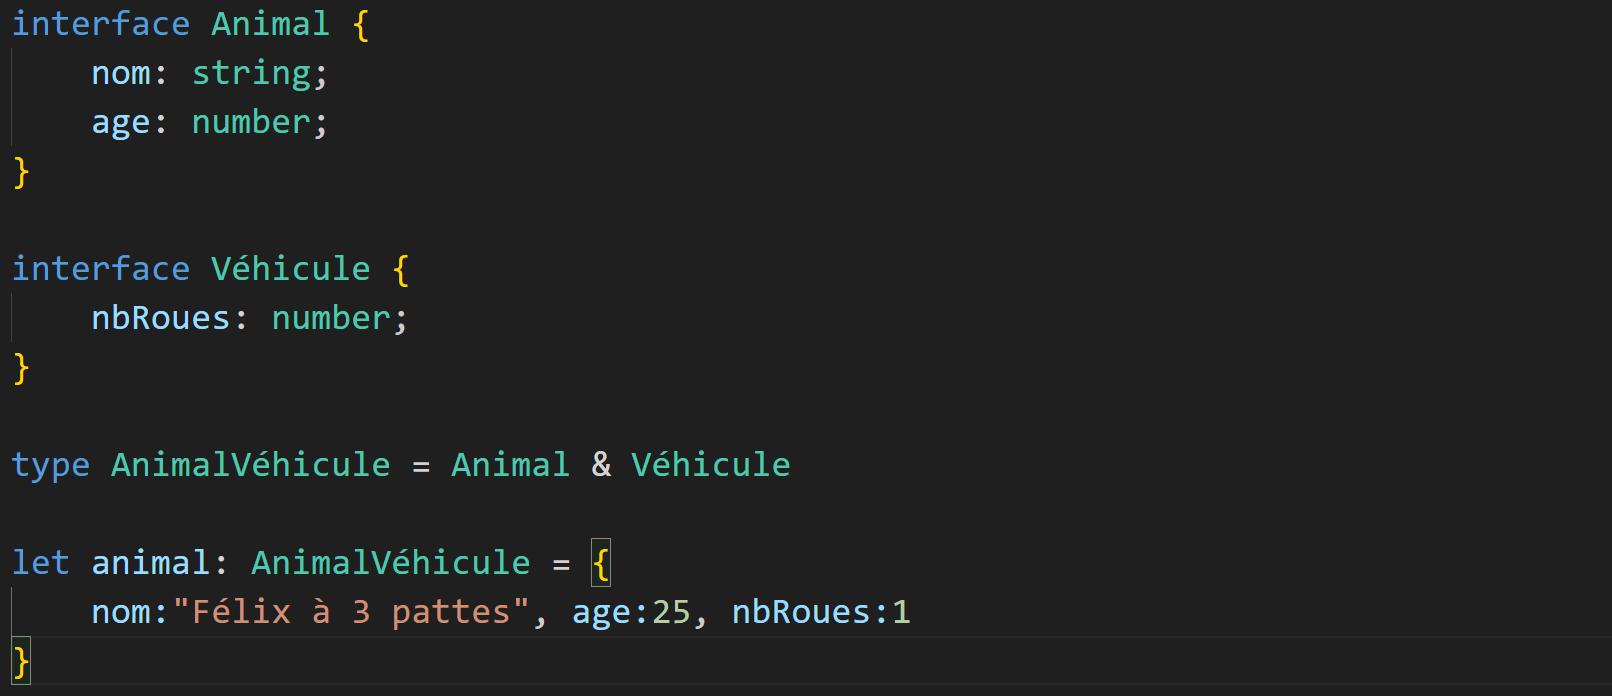 interface Animal {
    nom: string;
    age: number;
}
interface Véhicule {
    nbRoues: number;
}
type AnimalVéhicule = Animal & Véhicule
let animal: AnimalVéhicule = {
    nom:"Félix à 3 pattes", age:25, nbRoues:1
}